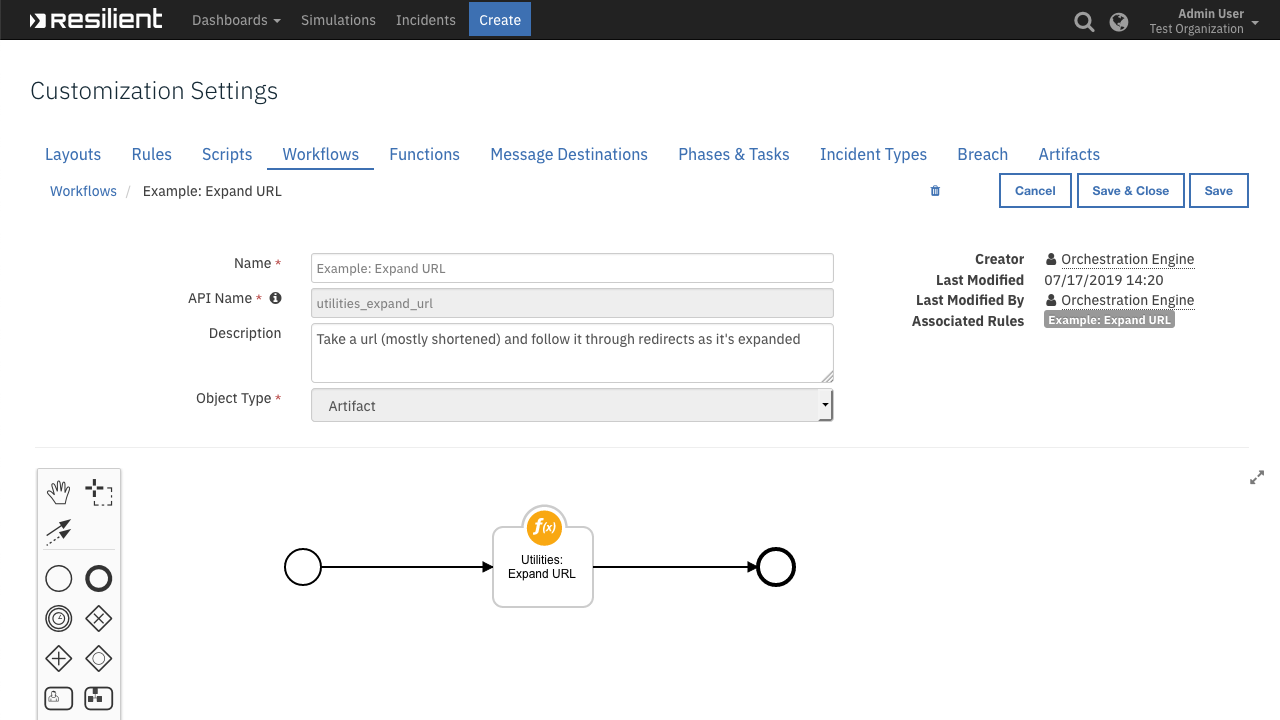 resilient Dashboards Simulations Incidents Create Admin User
Test Organization
Customization Settings
Layouts Rules Scripts Workflows Functions Message Destinations Phases & Tasks Incident Types Breach Artifacts
Workflows / Example: Expand URL Cancel Save & Close Save
Name * Example: Expand URL
API Name * utilities_expand_url
Description Take a url (mostly shortened) and follow it through redirects as it's expanded
Object Type * Artifact
Creator Orchestration Engine
Last Modified 07/17/2019 14:20
Last Modified By Orchestration Engine
Associated Rules Example: Expand URL
f(x)
Utilities:
Expand URL